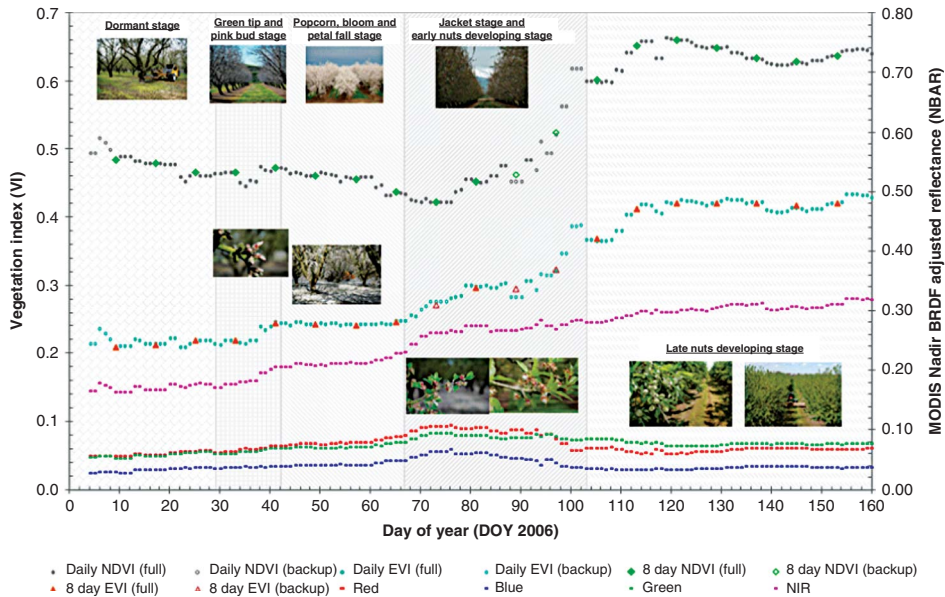 Dormant stage
Green tip and
pink bud stage
Popcorn, bloom and
petal fall stage
Jacket stage and
early nuts developing stage
Late nuts developing stage
Vegetation index (VI)
0.7
0.6
0.5
0.4
0.3
0.2
0.1
0.0
MODIS Nadir BRDF adjusted reflectance (NBAR)
0.80
0.70
0.60
0.50
0.40
0.30
0.20
0.10
0.00
0 10 20 30 40 50 60 70 80 90 100 110 120 130 140 150 160
Day of year (DOY 2006)
Daily NDVI (full) Daily NDVI (backup) Daily EVI (full) Daily EVI (backup) 8 day NDVI (full) 8 day NDVI (backup)
8 day EVI (full) 8 day EVI (backup) Red Blue Green NIR